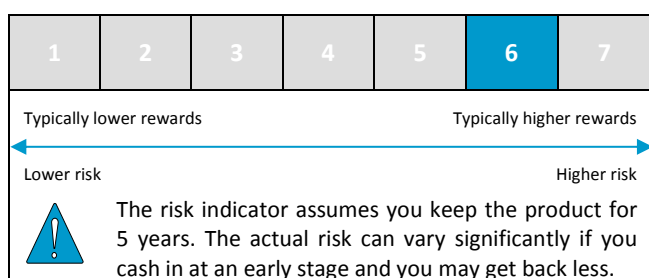 1 2 3 4 5 6 7
Typically lower rewards Typically higher rewards
Lower risk Higher risk
The risk indicator assumes you keep the product for
5 years. The actual risk can vary significantly if you
cash in at an early stage and you may get back less.